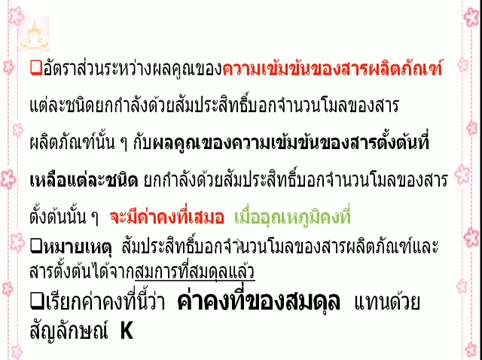 ❑อัตราส่วนระหว่างผลคูณของความเข้มข้นของสารผลิตภัณฑ์
แต่ละชนิดยกกำลังด้วยสัมประสิทธิ์บอกจำนวนโมลของสาร
ผลิตภัณฑ์นั้น ๆ กับผลคูณของความเข้มข้นของสารตั้งต้นที่
เหลือแต่ละชนิด ยกกำลังด้วยสัมประสิทธิ์บอกจำนวนโมลของสาร
ตั้งต้นนั้น ๆ จะมีค่าคงที่เสมอ เมื่ออุณหภูมิคงที่
❑หมายเหตุ สัมประสิทธิ์บอกจำนวนโมลของสารผลิตภัณฑ์และ
สารตั้งต้นได้จากสมการที่สมดุลแล้ว
❑เรียกค่าคงที่นี้ว่า ค่าคงที่ของสมดุล แทนด้วย
สัญลักษณ์ K